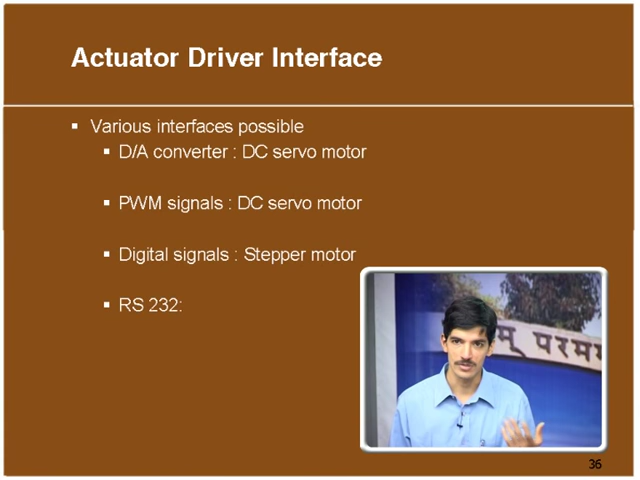 Actuator Driver Interface
▪ Various interfaces possible
▪ D/A converter : DC servo motor
▪ PWM signals : DC servo motor
▪ Digital signals : Stepper motor
▪ RS 232:
म् परमम
36